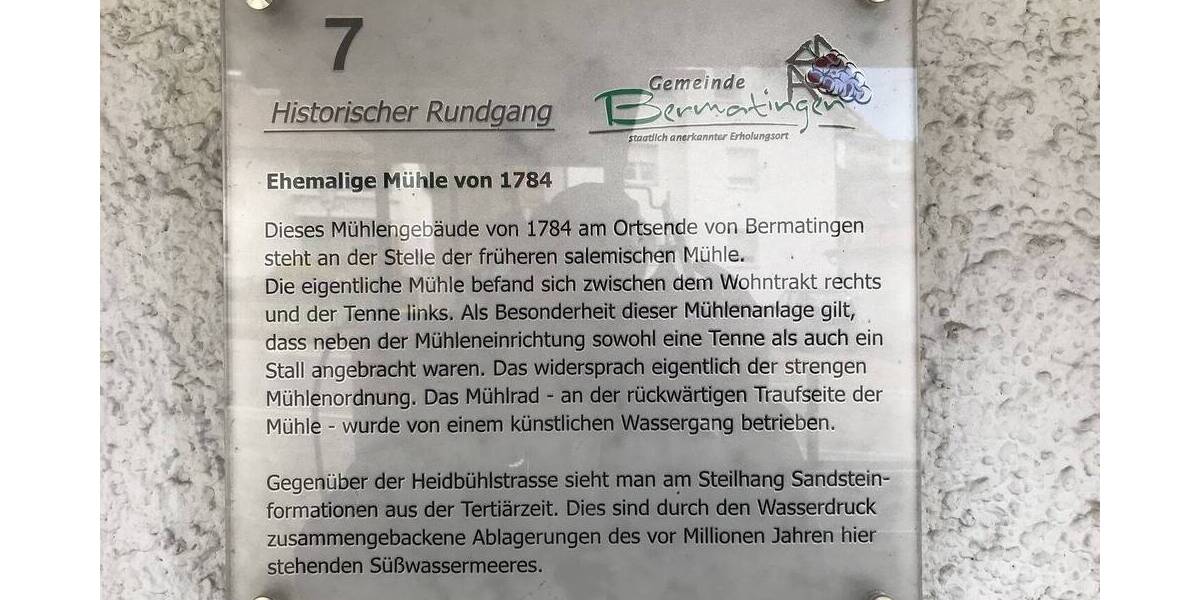 7
Historischer Rundgang
Gemeinde
Bermatingen
staatlich anerkannter Erholungsort
Ehemalige Mühle von 1784
Dieses Mühlengebäude von 1784 am Ortsende von Bermatingen
steht an der Stelle der früheren salemischen Mühle.
Die eigentliche Mühle befand sich zwischen dem Wohntrakt rechts
und der Tenne links. Als Besonderheit dieser Mühlenanlage gilt,
dass neben der Mühleneinrichtung sowohl eine Tenne als auch ein
Stall angebracht waren. Das widersprach eigentlich der strengen
Mühlenordnung. Das Mühlrad - an der rückwärtigen Traufseite der
Mühle - wurde von einem künstlichen Wassergang betrieben.
Gegenüber der Heidbühlstrasse sieht man am Steilhang Sandstein-
formationen aus der Tertiärzeit. Dies sind durch den Wasserdruck
zusammengebackene Ablagerungen des vor Millionen Jahren hier
stehenden Süßwassermeeres.